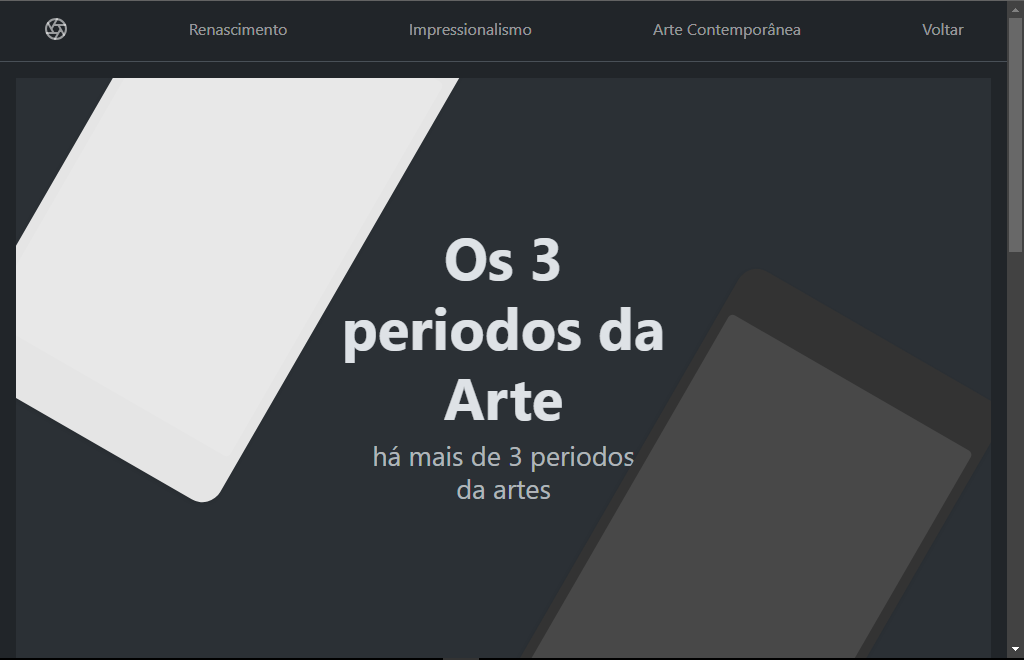 Renascimento Impressionalismo Arte Contemporânea Voltar
Os 3
periodos da
Arte
há mais de 3 periodos
da artes